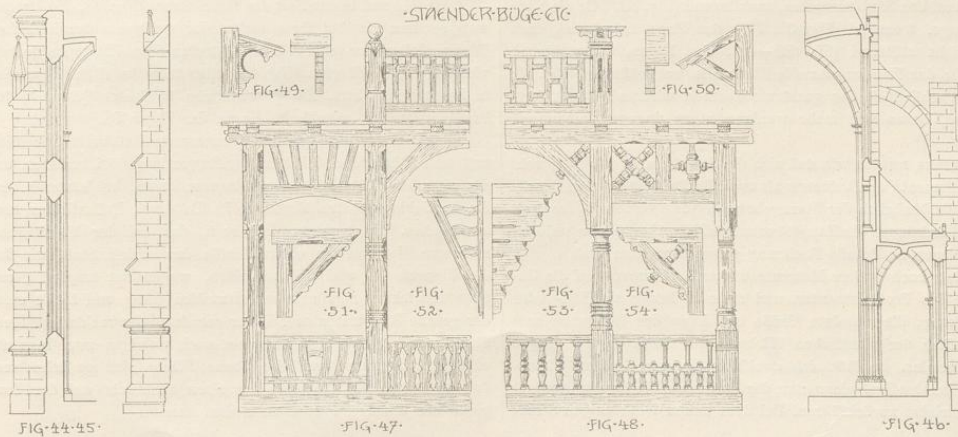 ·STAENDER·BÜGE·ETC·
·FIG·49·
·FIG·50·
·FIG·
·51·
·FIG·
·52·
·FIG·
·53·
·FIG·
·54·
·FIG·44·45·
·FIG·47·
·FIG·48·
·FIG·46·